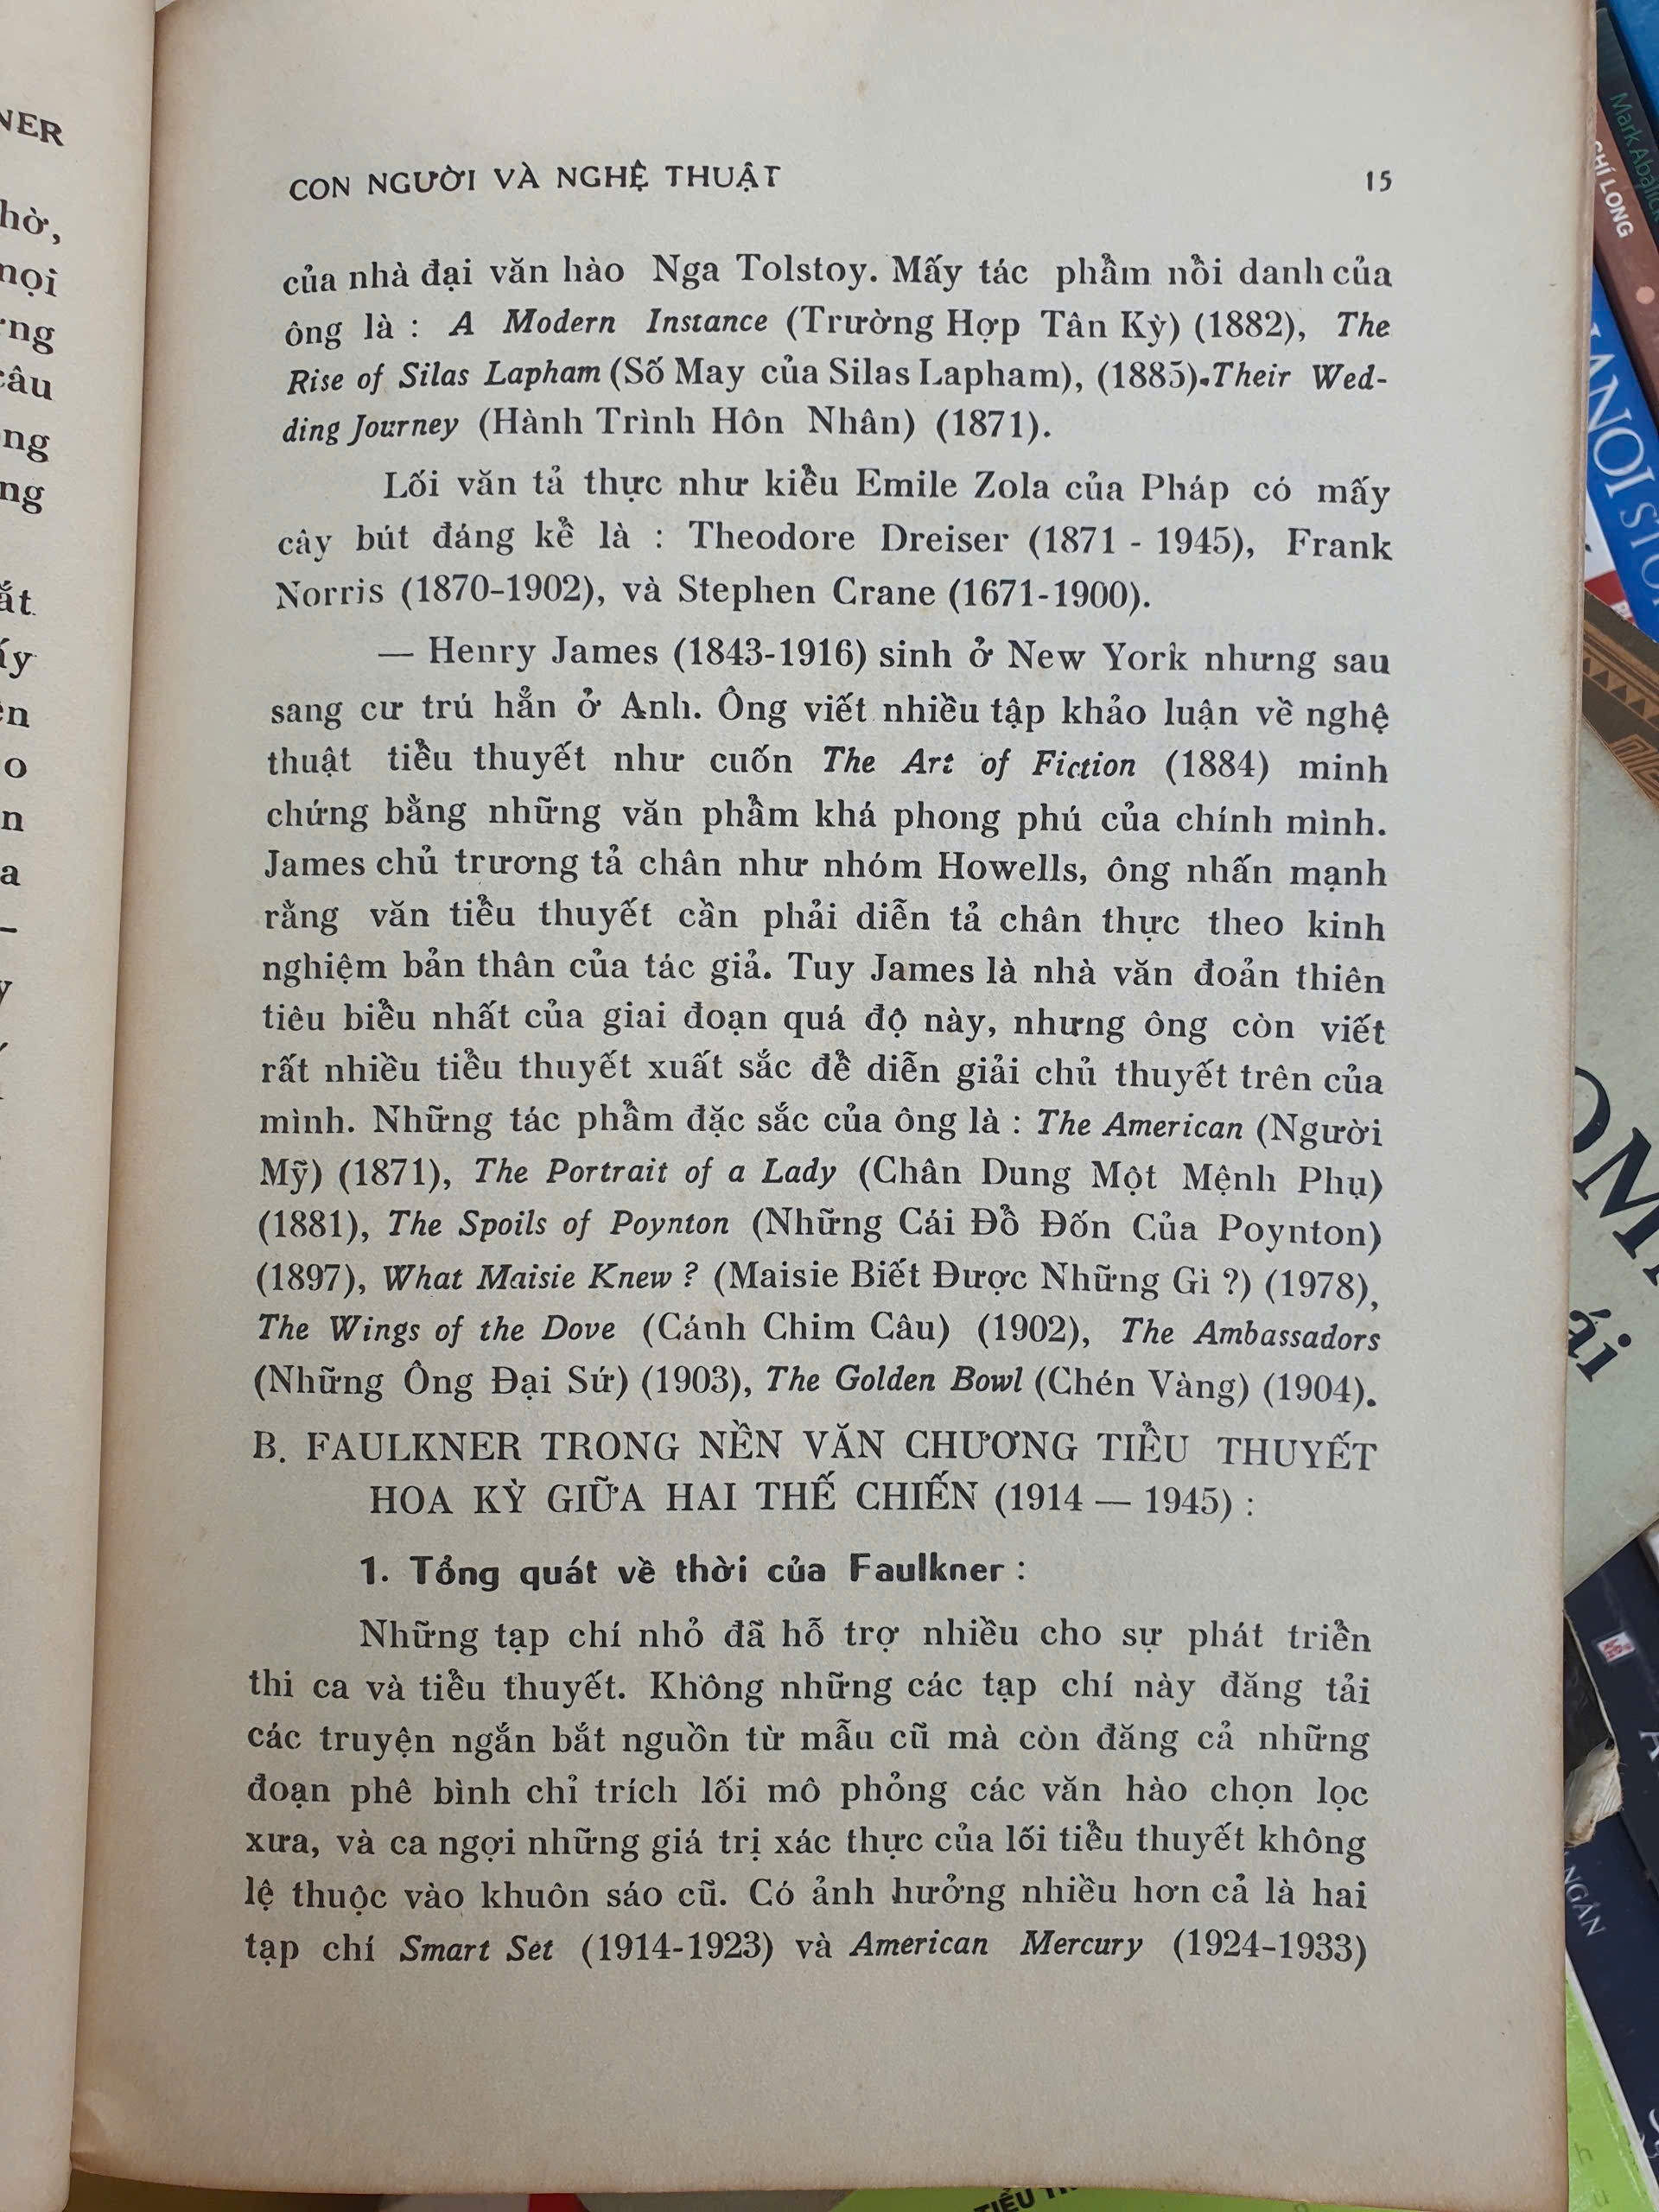 NER
hờ,
mọi
ng
câu
ong
ng
ắt
ấy
ên
o
n
a
–
y
CON NGƯỜI VÀ NGHỆ THUẬT 15
của nhà đại văn hào Nga Tolstoy. Mấy tác phẩm nổi danh của
ông là : A Modern Instance (Trường Hợp Tân Kỳ) (1882), The
Rise of Silas Lapham (Số May của Silas Lapham), (1885).Their Wed-
ding Journey (Hành Trình Hôn Nhân) (1871).
Lối văn tả thực như kiểu Emile Zola của Pháp có mấy
cây bút đáng kể là : Theodore Dreiser (1871 - 1945), Frank
Norris (1870-1902), và Stephen Crane (1671-1900).
— Henry James (1843-1916) sinh ở New York nhưng sau
sang cư trú hẳn ở Anh. Ông viết nhiều tập khảo luận về nghệ
thuật tiểu thuyết như cuốn The Art of Fiction (1884) minh
chứng bằng những văn phẩm khá phong phú của chính mình.
James chủ trương tả chân như nhóm Howells, ông nhấn mạnh
rằng văn tiểu thuyết cần phải diễn tả chân thực theo kinh
nghiệm bản thân của tác giả. Tuy James là nhà văn đoản thiên
tiêu biểu nhất của giai đoạn quá độ này, nhưng ông còn viết
rất nhiều tiểu thuyết xuất sắc để diễn giải chủ thuyết trên của
mình. Những tác phẩm đặc sắc của ông là : The American (Người
Mỹ) (1871), The Portrait of a Lady (Chân Dung Một Mệnh Phụ)
(1881), The Spoils of Poynton (Những Cái Đổ Đốn Của Poynton)
(1897), What Maisie Knew ? (Maisie Biết Được Những Gì ?) (1978),
The Wings of the Dove (Cánh Chim Câu) (1902), The Ambassadors
(Những Ông Đại Sứ) (1903), The Golden Bowl (Chén Vàng) (1904).
B. FAULKNER TRONG NỀN VĂN CHƯƠNG TIỂU THUYẾT
HOA KỲ GIỮA HAI THẾ CHIẾN (1914 — 1945) :
1. Tổng quát về thời của Faulkner :
Những tạp chí nhỏ đã hỗ trợ nhiều cho sự phát triển
thi ca và tiểu thuyết. Không những các tạp chí này đăng tải
các truyện ngắn bắt nguồn từ mẫu cũ mà còn đăng cả những
đoạn phê bình chỉ trích lối mô phỏng các văn hào chọn lọc
xưa, và ca ngợi những giá trị xác thực của lối tiểu thuyết không
lệ thuộc vào khuôn sáo cũ. Có ảnh hưởng nhiều hơn cả là hai
tạp chí Smart Set (1914-1923) và American Mercury (1924-1933)
CHÍ LONG
ái
NGÁN